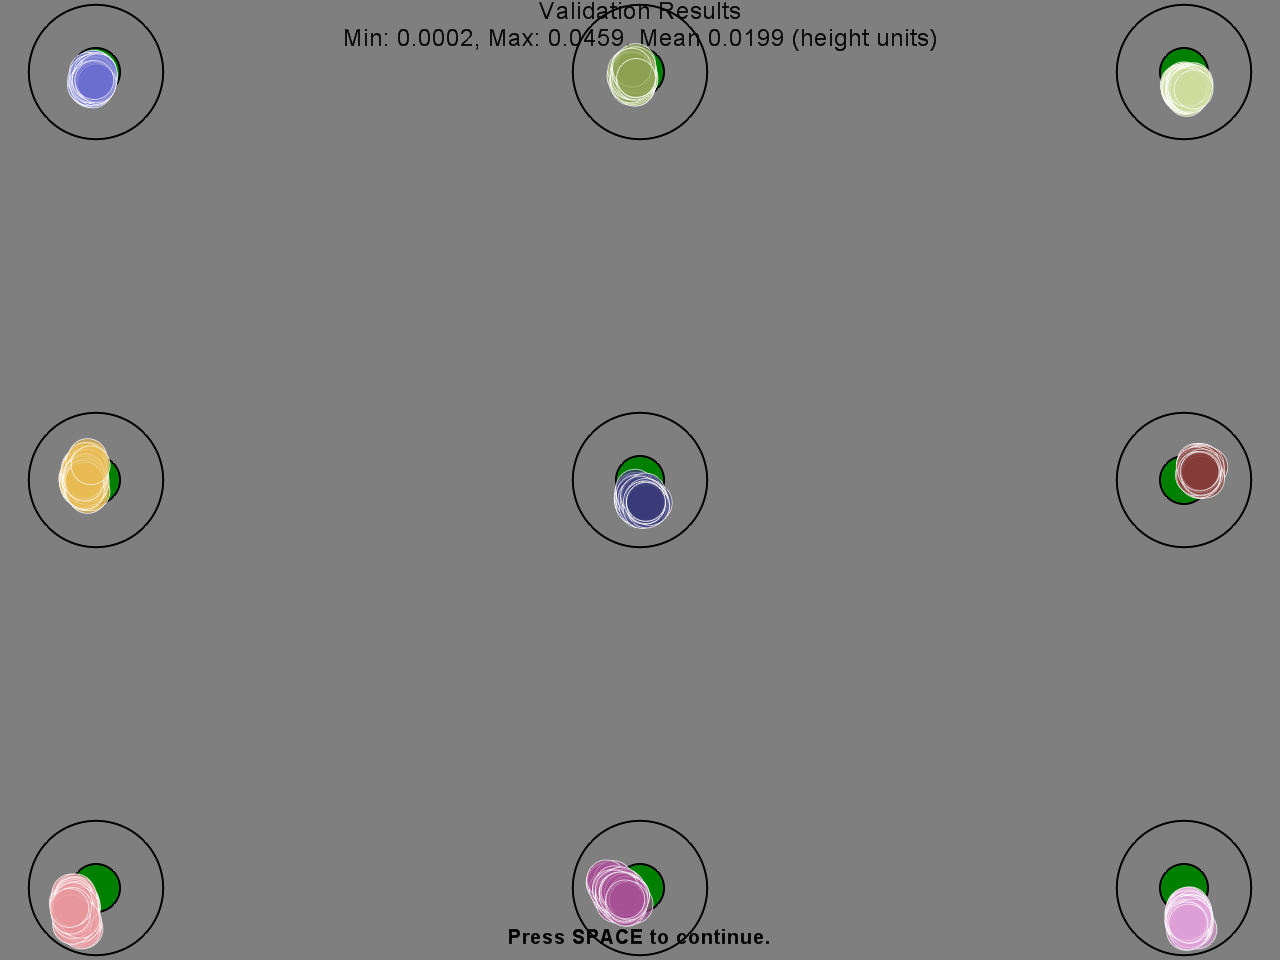 Validation Results
Min: 0.0002, Max: 0.0459, Mean 0.0199 (height units)
Press SPACE to continue.